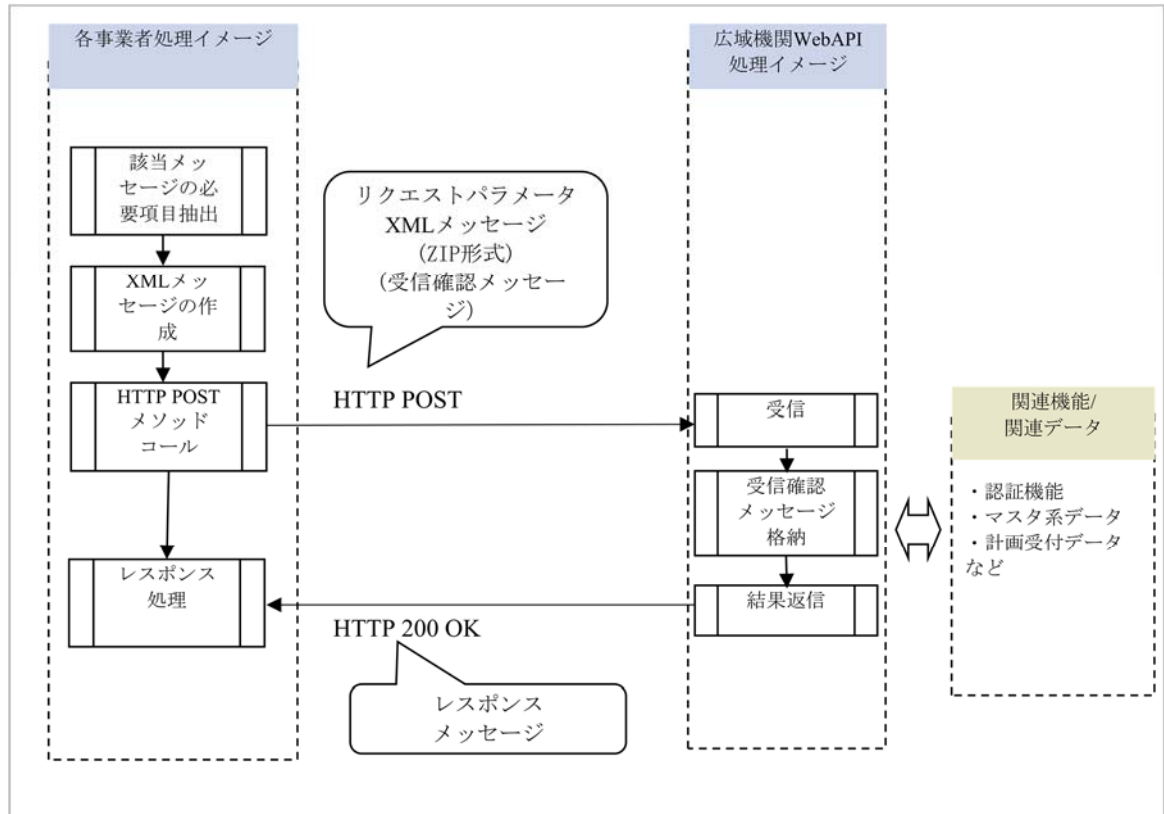 各事業者処理イメージ
広域機関WebAPI
処理イメージ
該当メッ
セージの必
要項目抽出
リクエストパラメータ
XMLメッセージ
(ZIP形式)
(受信確認メッセー
ジ)
XMLメッ
セージの作
成
HTTP POST
メソッド
コール
HTTP POST
受信
関連機能/
関連データ
受信確認
メッセージ
格納
・認証機能
・マスタ系データ
・計画受付データ
など
レスポンス
処理
結果返信
HTTP 200 OK
レスポンス
メッセージ